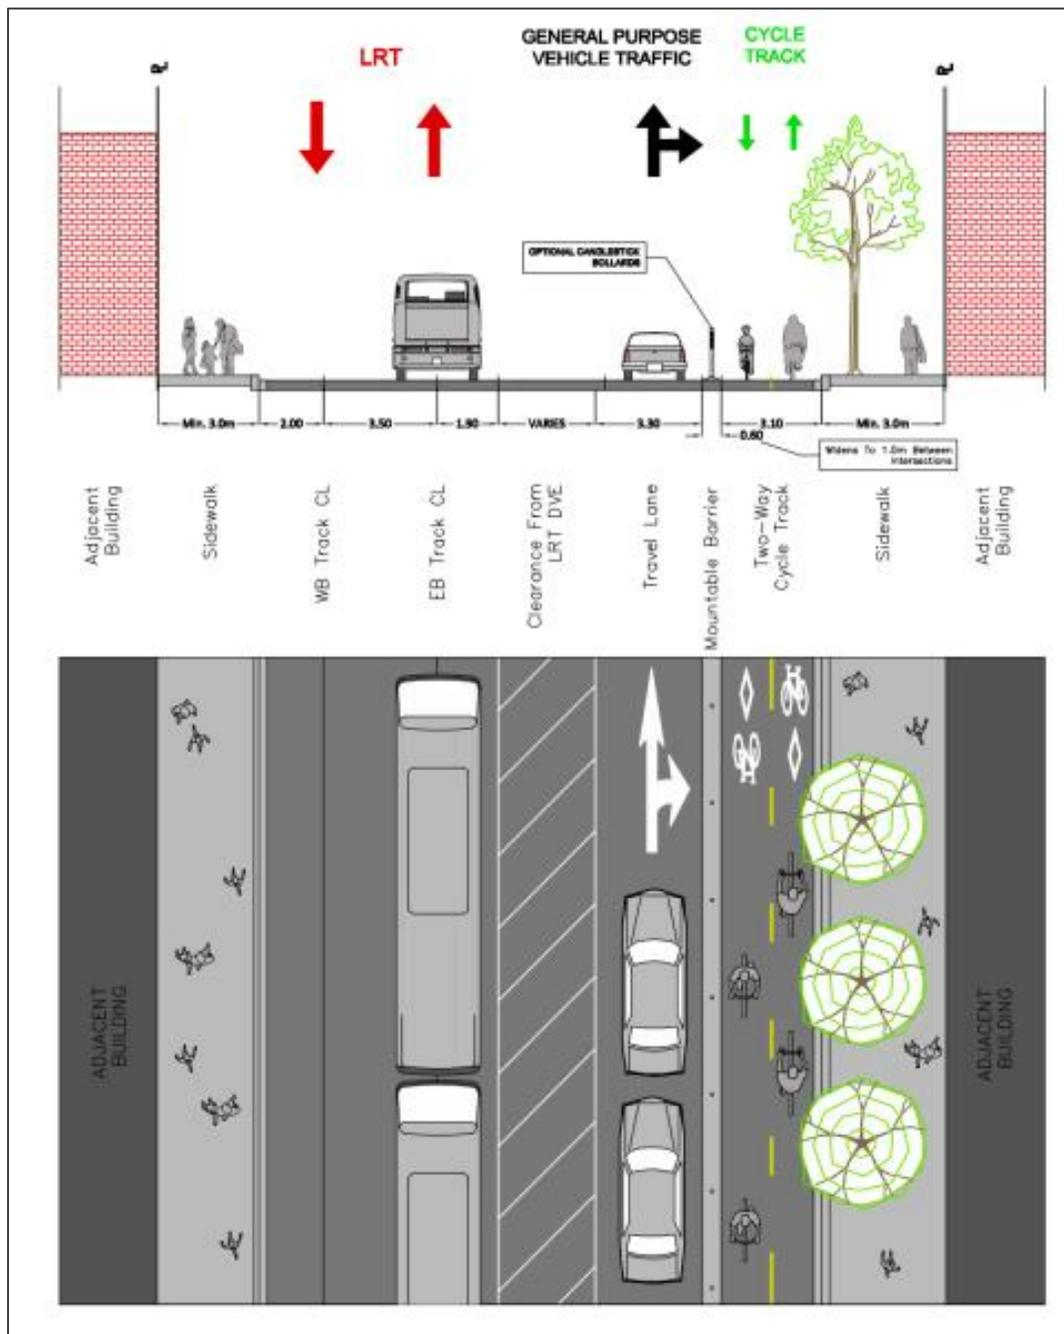 LRT
GENERAL PURPOSE
VEHICLE TRAFFIC
CYCLE
TRACK
PL
PL
OPTIONAL CANDLESTICK
BOLLARDS
Min. 3.0m
2.00
3.50
1.90
VARIES
3.30
0.60
3.10
Min. 3.0m
Widens To 1.0m Between
Intersections
Adjacent
Building
Sidewalk
WB Track CL
EB Track CL
Clearance From
LRT DVE
Travel Lane
Mountable Barrier
Two-Way
Cycle Track
Sidewalk
Adjacent
Building
ADJACENT
BUILDING
ADJACENT
BUILDING